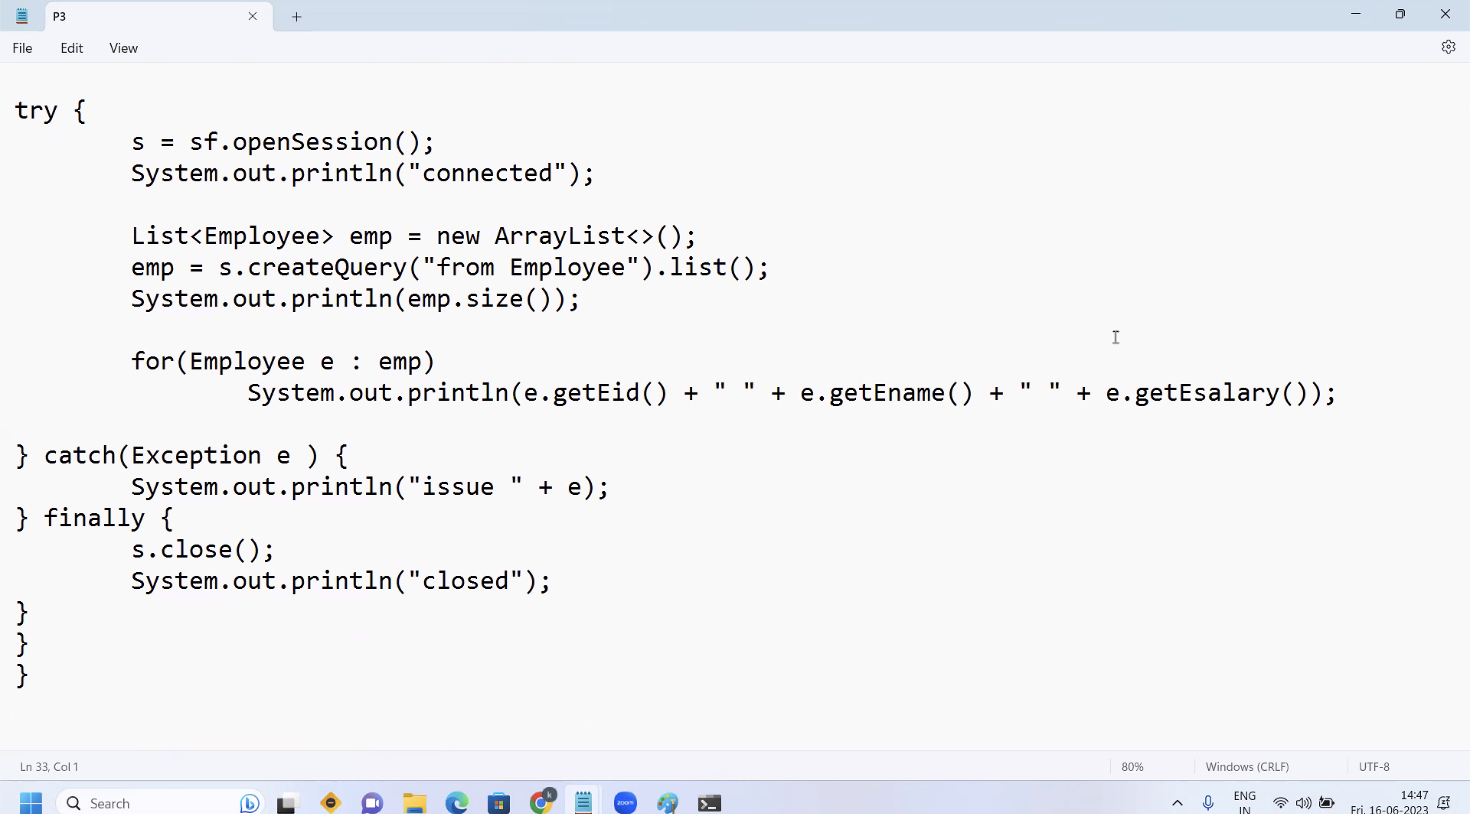 P3
File Edit View
try {
s = sf.openSession();
System.out.println("connected");
List<Employee> emp = new ArrayList<>();
emp = s.createQuery("from Employee").list();
System.out.println(emp.size());
for(Employee e : emp)
System.out.println(e.getEid() + " " + e.getEname() + " " + e.getEsalary());
} catch(Exception e ) {
System.out.println("issue " + e);
} finally {
s.close();
System.out.println("closed");
}
}
}
Ln 33, Col 1 80% Windows (CRLF) UTF-8
Search k zoom ENG 14:47
IN Fri, 16-06-2023